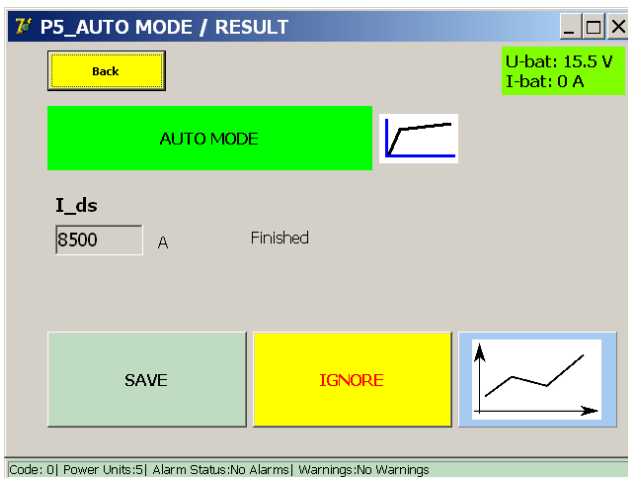 P5_AUTO MODE / RESULT
Back
U-bat: 15.5 V
I-bat: 0 A
AUTO MODE
I_ds
8500 A Finished
SAVE IGNORE
Code: 0| Power Units:5| Alarm Status:No Alarms| Warnings:No Warnings